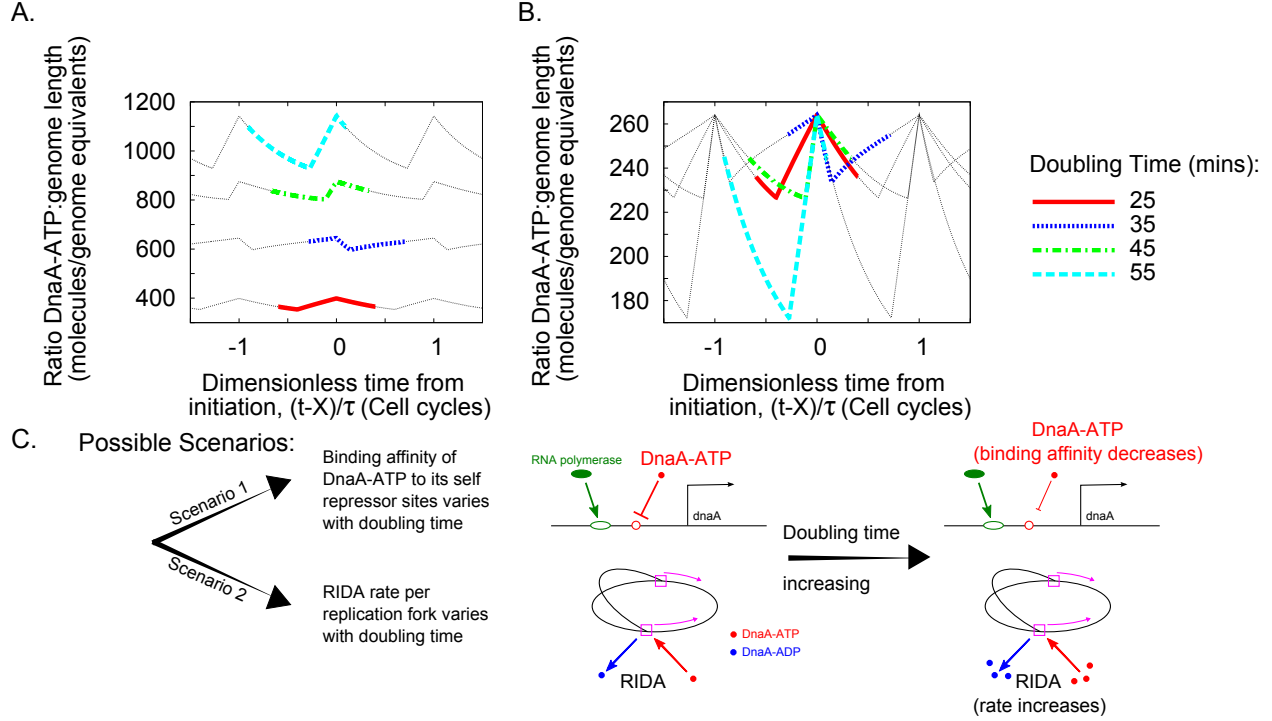 A.
Ratio DnaA-ATP:genome length
(molecules/genome equivalents)
1200
1000
800
600
400
-1
0
1
Dimensionless time from
initiation, (t-X)/τ (Cell cycles)
B.
Ratio DnaA-ATP:genome length
(molecules/genome equivalents)
260
240
220
200
180
-1
0
1
Dimensionless time from
initiation, (t-X)/τ (Cell cycles)
Doubling Time (mins):
25
35
45
55
C.
Possible Scenarios:
Scenario 1
Binding affinity of
DnaA-ATP to its self
repressor sites varies
with doubling time
Scenario 2
RIDA rate per
replication fork varies
with doubling time
RNA polymerase
DnaA-ATP
dnaA
DnaA-ATP
DnaA-ADP
RIDA
Doubling time
increasing
DnaA-ATP
(binding affinity decreases)
dnaA
RIDA
(rate increases)